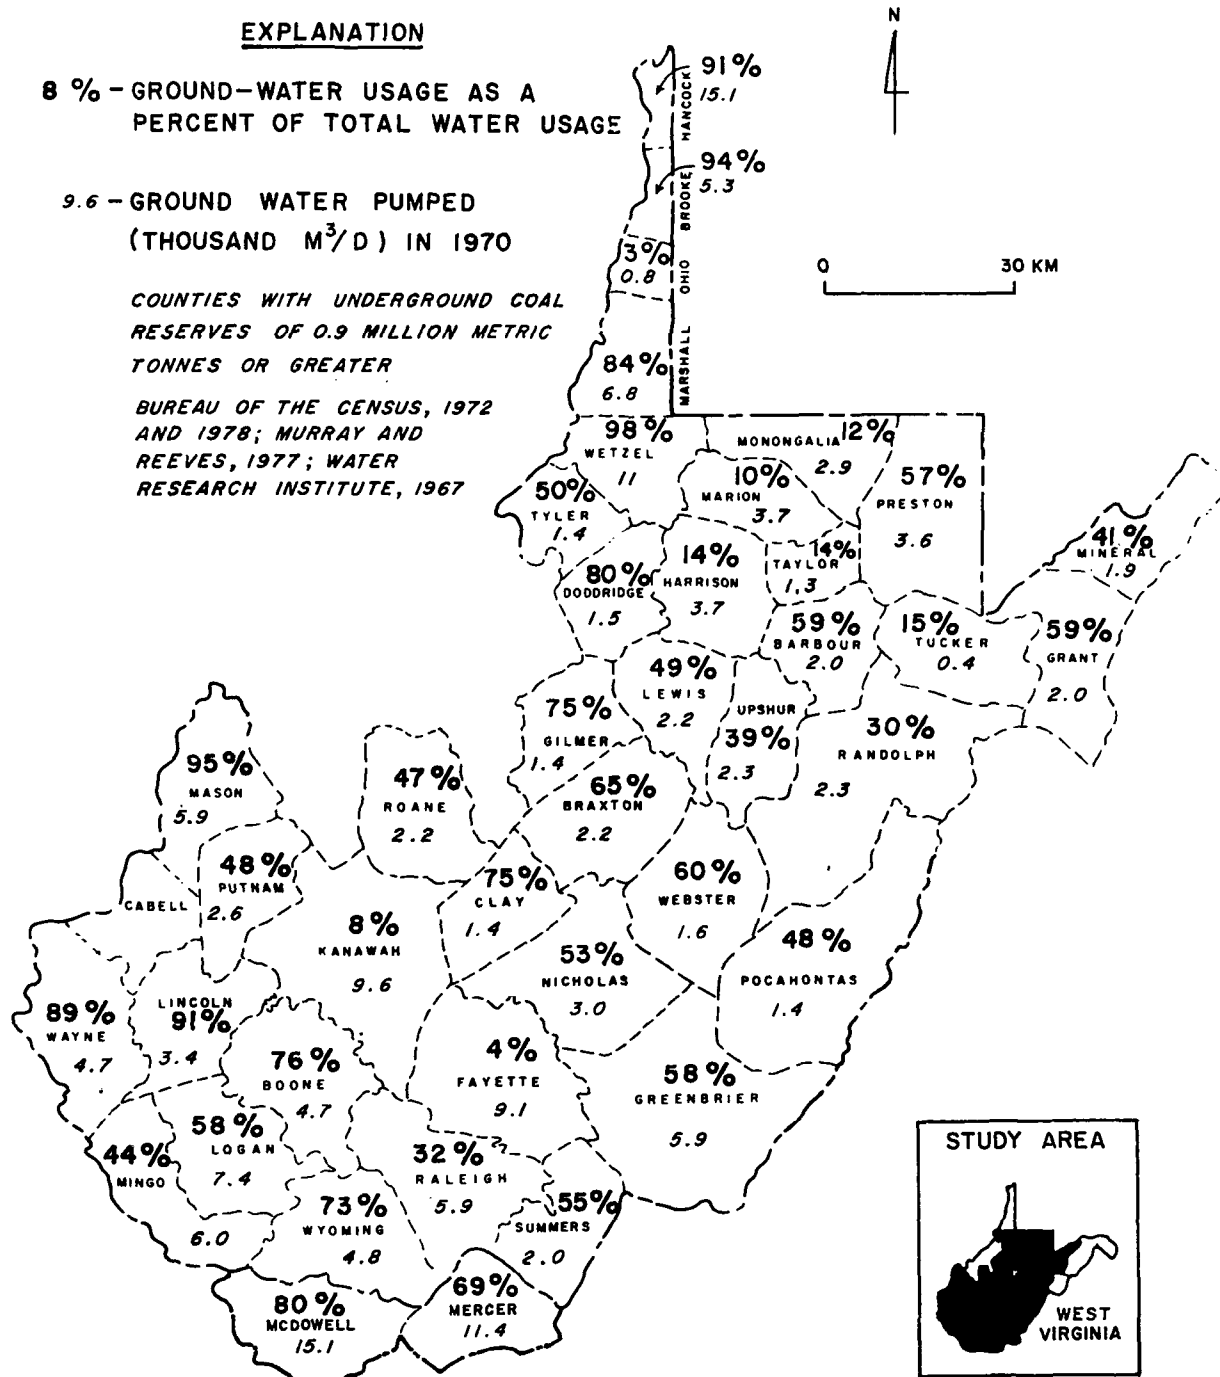 EXPLANATION
8 % – GROUND-WATER USAGE AS A
PERCENT OF TOTAL WATER USAGE
9.6 – GROUND WATER PUMPED
(THOUSAND M³/D) IN 1970
COUNTIES WITH UNDERGROUND COAL
RESERVES OF 0.9 MILLION METRIC
TONNES OR GREATER
BUREAU OF THE CENSUS, 1972
AND 1978; MURRAY AND
REEVES, 1977; WATER
RESEARCH INSTITUTE, 1967
N
0 30 KM
91%
15.1
HANCOCK
94%
5.3
BROOKE
3%
0.8
OHIO
84%
6.8
MARSHALL
98%
WETZEL
11
MONONGALIA 12%
2.9
57%
PRESTON
3.6
50%
TYLER
1.4
10%
MARION
3.7
41%
MINERAL
1.9
80%
DODDRIDGE
1.5
14%
HARRISON
3.7
14%
TAYLOR
1.3
59%
BARBOUR
2.0
15%
TUCKER
0.4
59%
GRANT
2.0
49%
LEWIS
2.2
UPSHUR
39%
2.3
30%
RANDOLPH
2.3
75%
GILMER
1.4
95%
MASON
5.9
47%
ROANE
2.2
65%
BRAXTON
2.2
48%
PUTNAM
2.6
CABELL
75%
CLAY
1.4
60%
WEBSTER
1.6
8%
KANAWAH
9.6
53%
NICHOLAS
3.0
48%
POCAHONTAS
1.4
89%
WAYNE
4.7
LINCOLN
91%
3.4
76%
BOONE
4.7
4%
FAYETTE
9.1
58%
GREENBRIER
5.9
44%
MINGO
6.0
58%
LOGAN
7.4
32%
RALEIGH
5.9
73%
WYOMING
4.8
55%
SUMMERS
2.0
80%
MCDOWELL
15.1
69%
MERCER
11.4
STUDY AREA
WEST
VIRGINIA